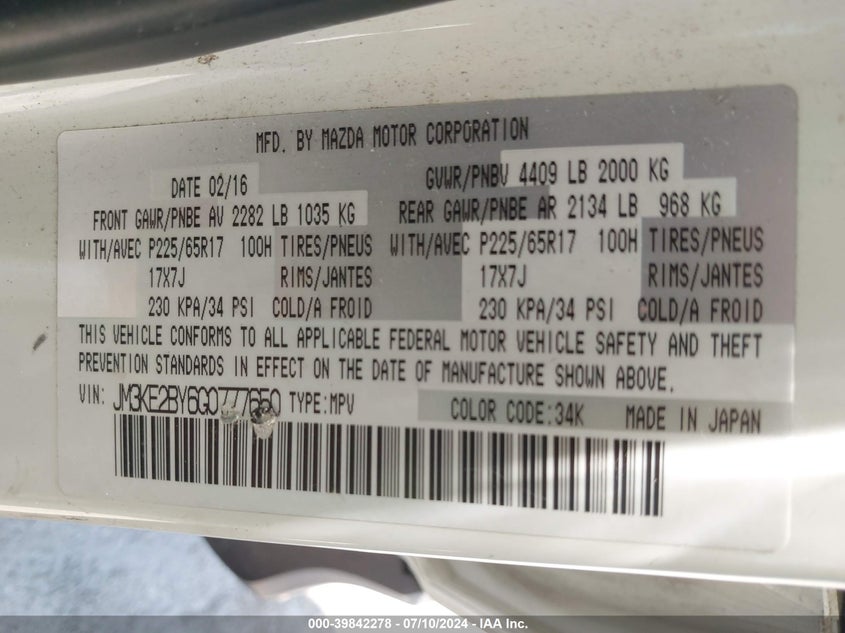 MFD. BY MAZDA MOTOR CORPORATION
DATE 02/16 GVWR/PNBV 4409 LB 2000 KG
FRONT GAWR/PNBE AV 2282 LB 1035 KG REAR GAWR/PNBE AR 2134 LB 968 KG
WITH/AVEC P225/65R17 100H TIRES/PNEUS WITH/AVEC P225/65R17 100H TIRES/PNEUS
17X7J RIMS/JANTES 17X7J RIMS/JANTES
230 KPA/34 PSI COLD/A FROID 230 KPA/34 PSI COLD/A FROID
THIS VEHICLE CONFORMS TO ALL APPLICABLE FEDERAL MOTOR VEHICLE SAFETY AND THEFT
PREVENTION STANDARDS IN EFFECT ON THE DATE OF MANUFACTURE SHOWN ABOVE.
VIN: JM3KE2BY6G0777650 TYPE:MPV COLOR CODE:34K MADE IN JAPAN
000-39842278 - 07/10/2024 - IAA Inc.